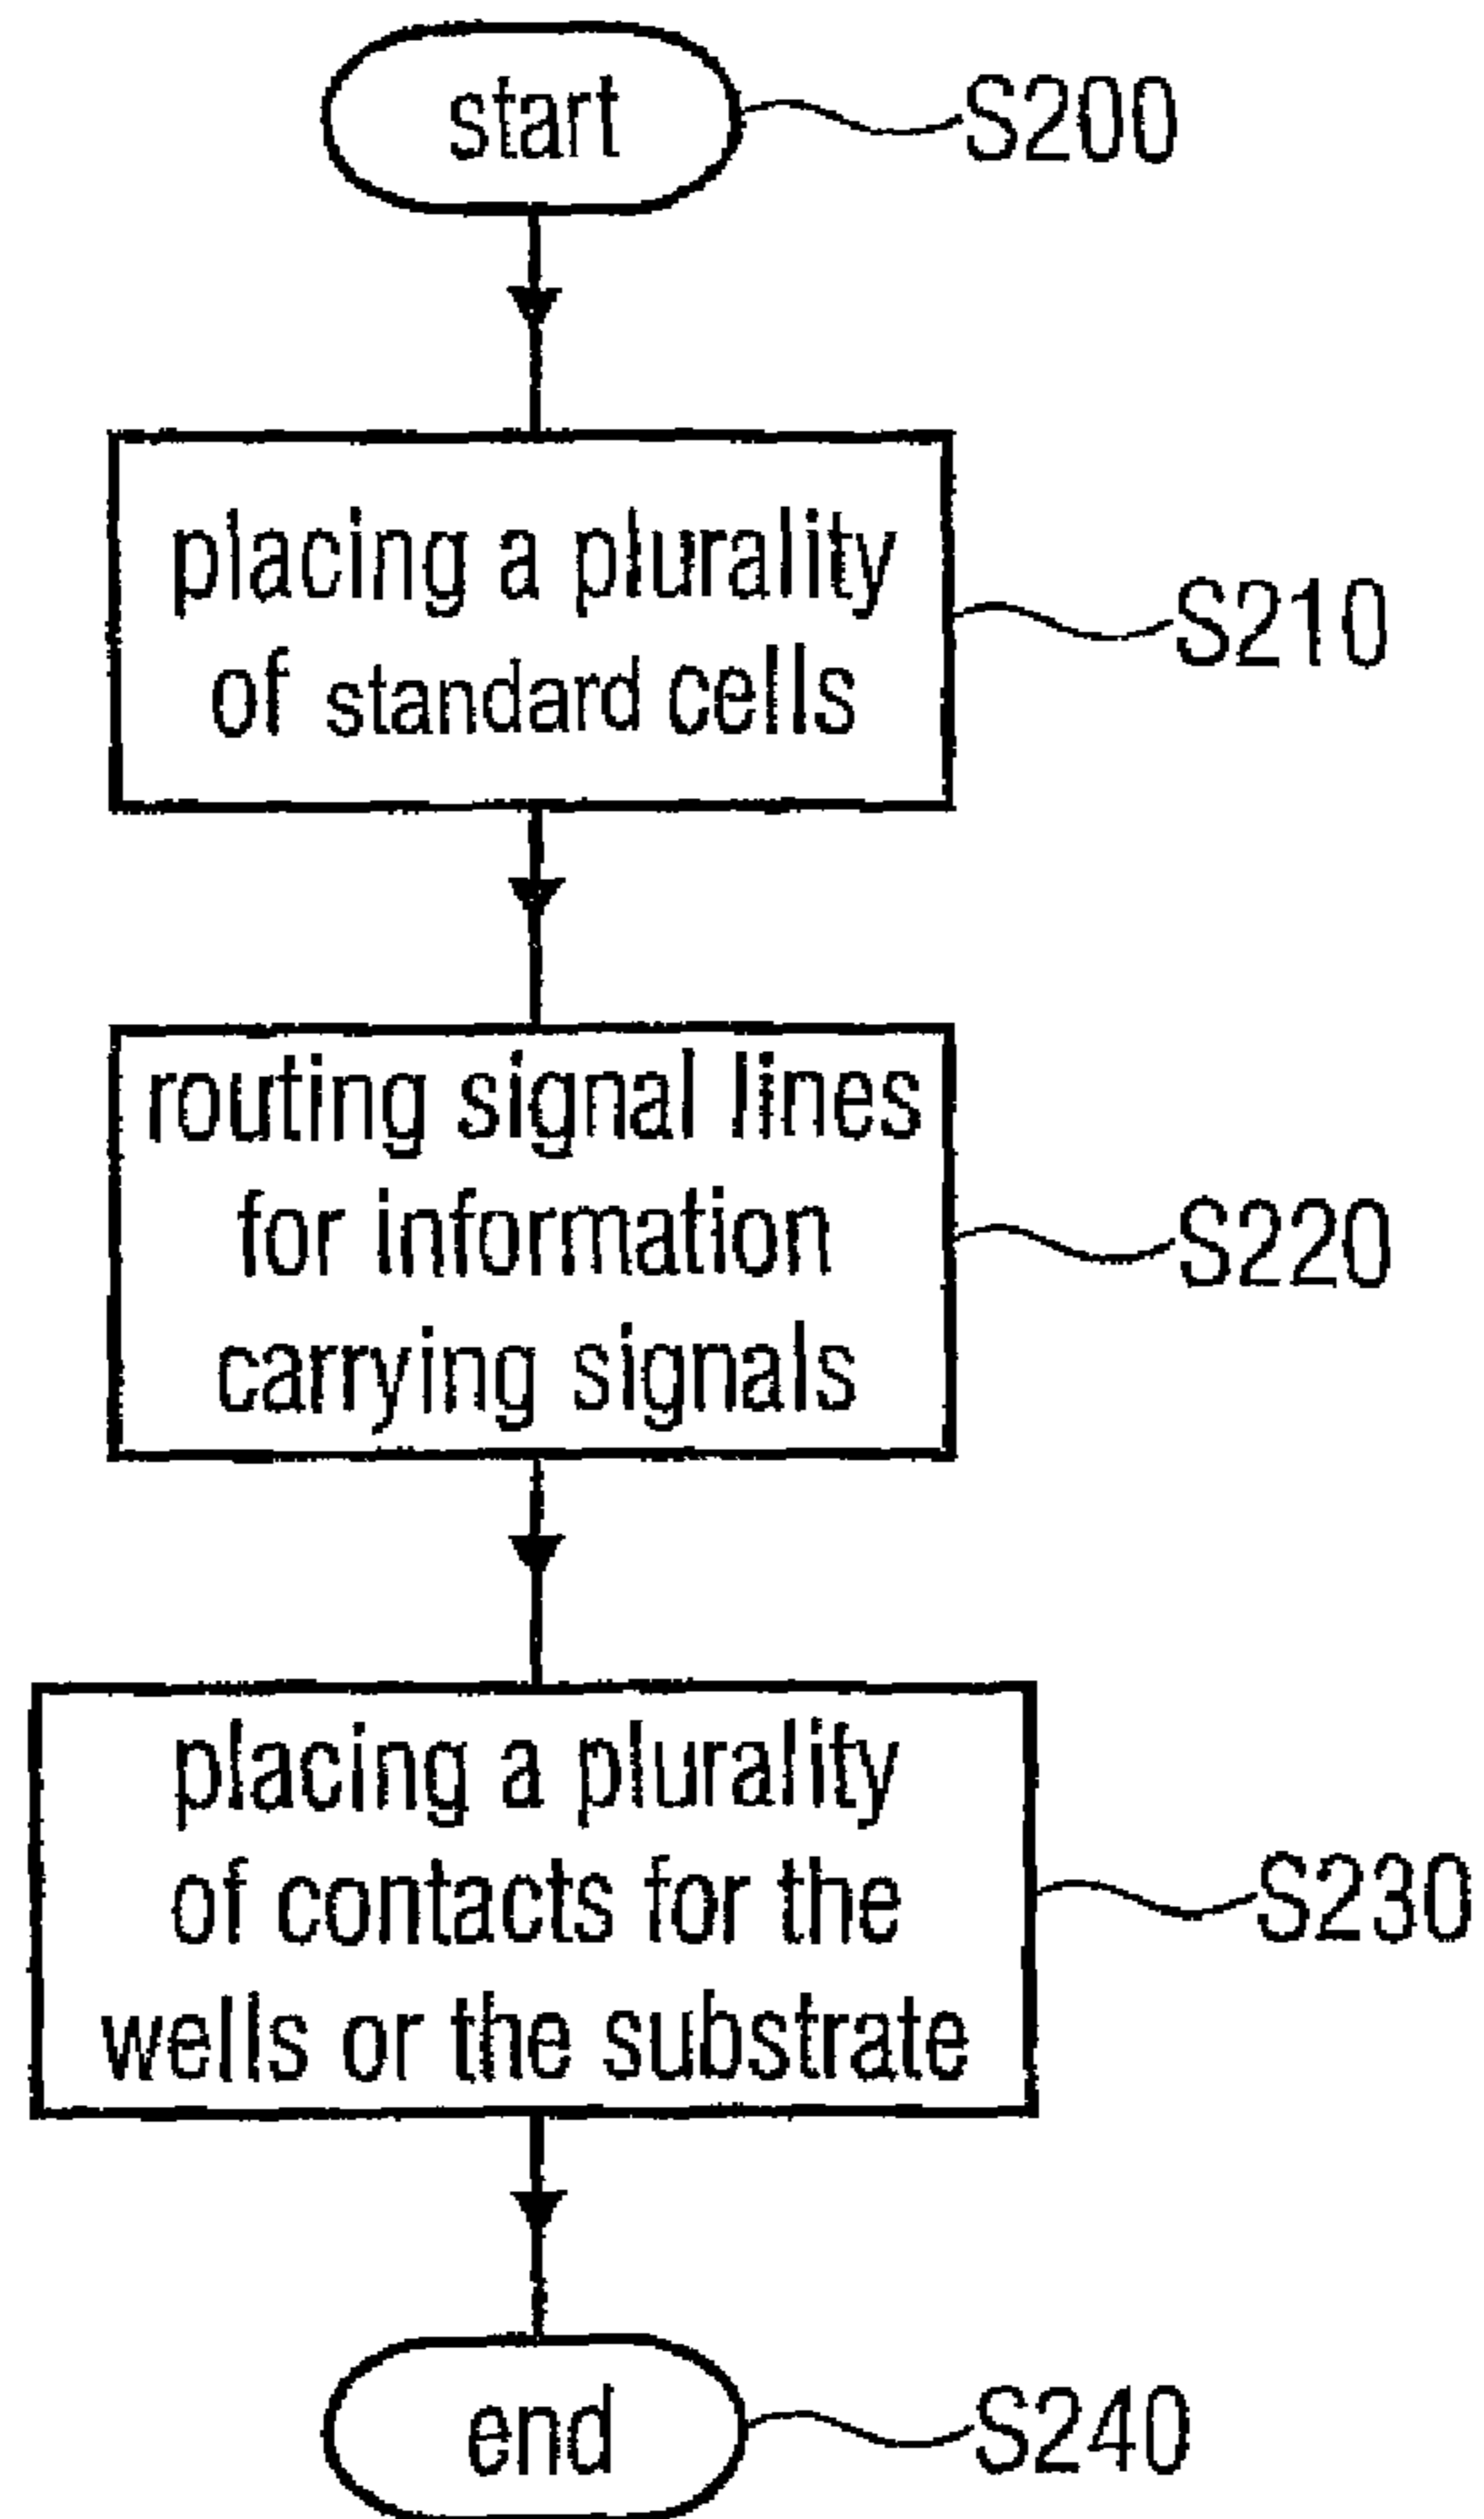 start
S200
placing a plurality
of standard cells
S210
routing signal lines
for information
carrying signals
S220
placing a plurality
of contacts for the
wells or the substrate
S230
end
S240